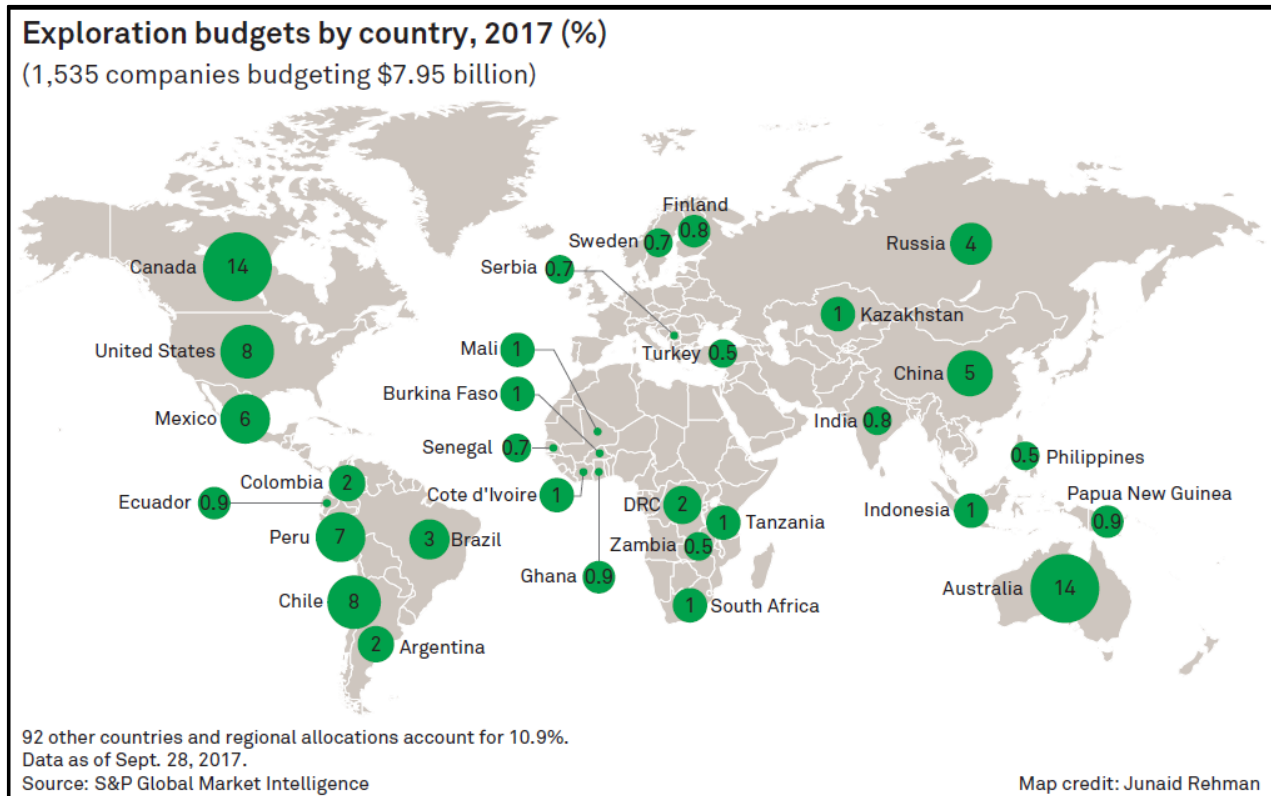 Exploration budgets by country, 2017 (%)
(1,535 companies budgeting $7.95 billion)
Finland
0.8
Sweden 0.7
Russia 4
Canada 14
Serbia 0.7
1 Kazakhstan
United States 8
Mali 1
Turkey 0.5
China 5
Burkina Faso 1
Mexico 6
India 0.8
Senegal 0.7
0.5 Philippines
Colombia 2
Ecuador 0.9
Cote d'Ivoire 1
DRC 2
Papua New Guinea
0.9
Indonesia 1
1 Tanzania
Peru 7
3 Brazil
Zambia 0.5
Ghana 0.9
Australia 14
Chile 8
1 South Africa
2 Argentina
92 other countries and regional allocations account for 10.9%.
Data as of Sept. 28, 2017.
Source: S&P Global Market Intelligence
Map credit: Junaid Rehman